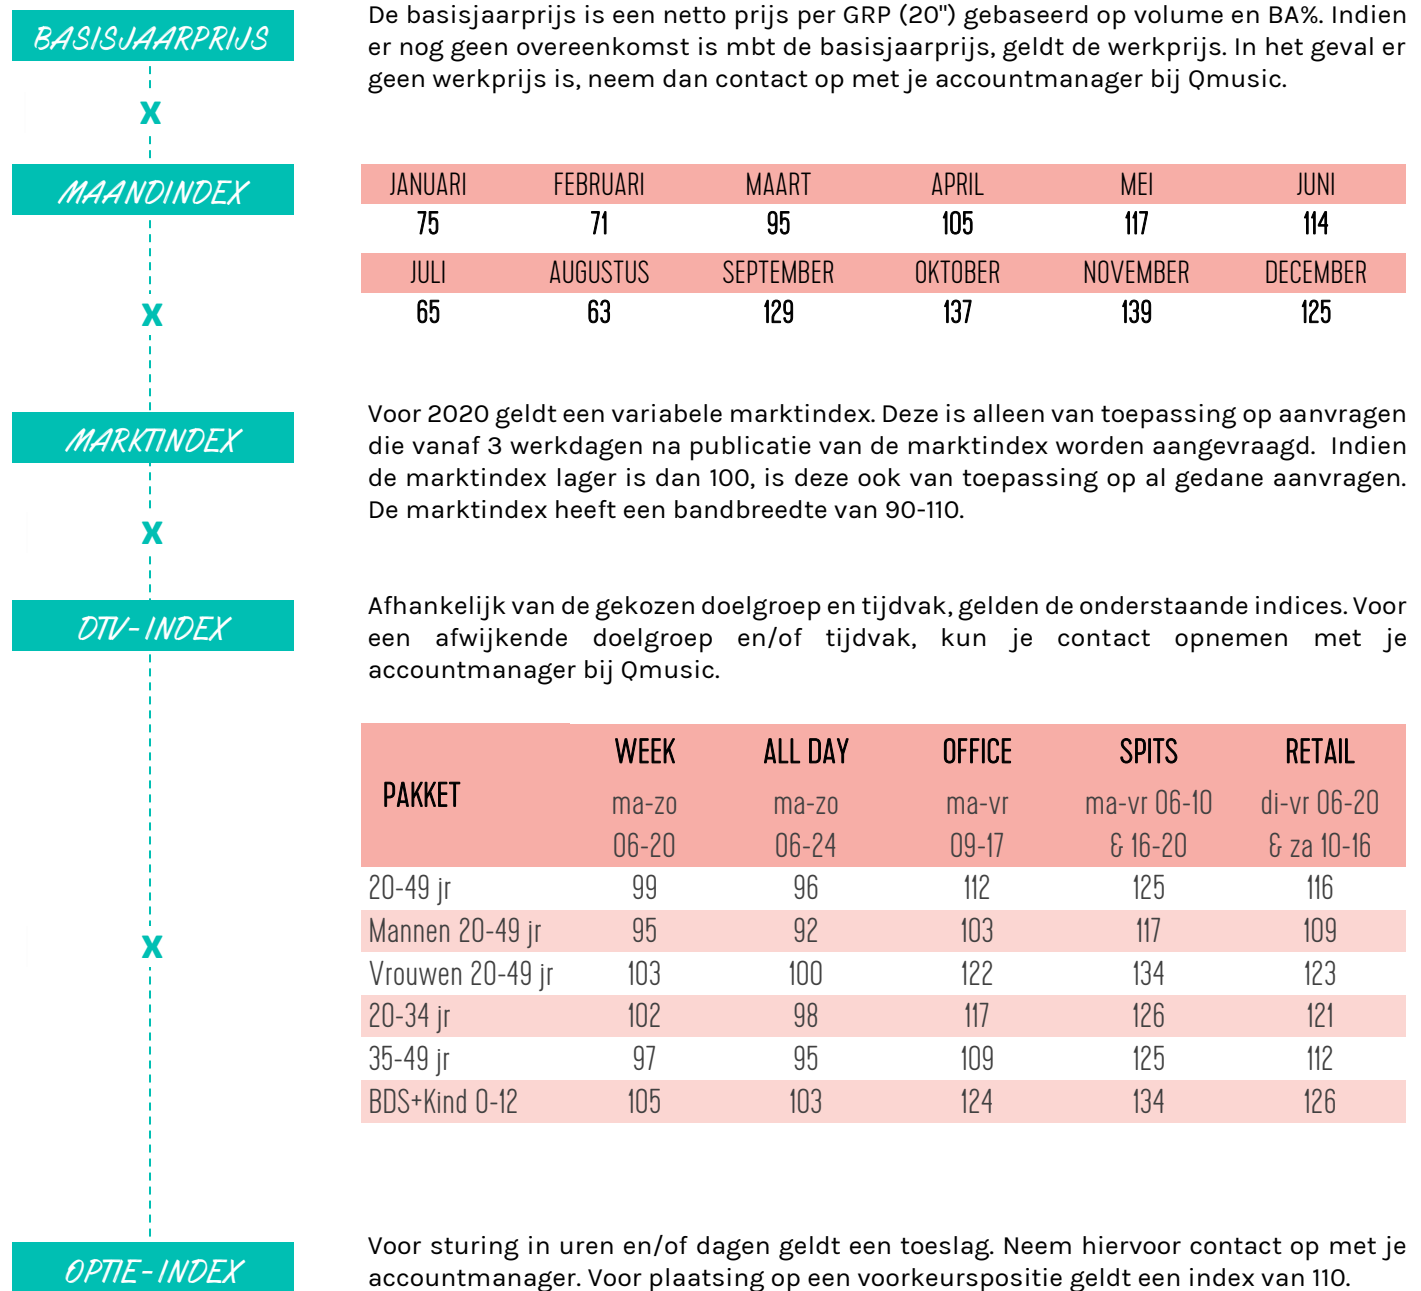 BASISJAARPRIJS
De basisjaarprijs is een netto prijs per GRP (20") gebaseerd op volume en BA%. Indien
er nog geen overeenkomst is mbt de basisjaarprijs, geldt de werkprijs. In het geval er
geen werkprijs is, neem dan contact op met je accountmanager bij Qmusic.
X
MAANDINDEX
JANUARI FEBRUARI MAART APRIL MEI JUNI
75 71 95 105 117 114
JULI AUGUSTUS SEPTEMBER OKTOBER NOVEMBER DECEMBER
65 63 129 137 139 125
X
MARKTINDEX
Voor 2020 geldt een variabele marktindex. Deze is alleen van toepassing op aanvragen
die vanaf 3 werkdagen na publicatie van de marktindex worden aangevraagd. Indien
de marktindex lager is dan 100, is deze ook van toepassing op al gedane aanvragen.
De marktindex heeft een bandbreedte van 90-110.
X
DTV-INDEX
Afhankelijk van de gekozen doelgroep en tijdvak, gelden de onderstaande indices. Voor
een afwijkende doelgroep en/of tijdvak, kun je contact opnemen met je
accountmanager bij Qmusic.
WEEK ALL DAY OFFICE SPITS RETAIL
PAKKET
ma-zo ma-zo ma-vr ma-vr 06-10 di-vr 06-20
06-20 06-24 09-17 & 16-20 & za 10-16
20-49 jr 99 96 112 125 116
Mannen 20-49 jr 95 92 103 117 109
Vrouwen 20-49 jr 103 100 122 134 123
X
20-34 jr 102 98 117 126 121
35-49 jr 97 95 109 125 112
BDS+Kind 0-12 105 103 124 134 126
OPTIE-INDEX
Voor sturing in uren en/of dagen geldt een toeslag. Neem hiervoor contact op met je
accountmanager. Voor plaatsing op een voorkeurspositie geldt een index van 110.